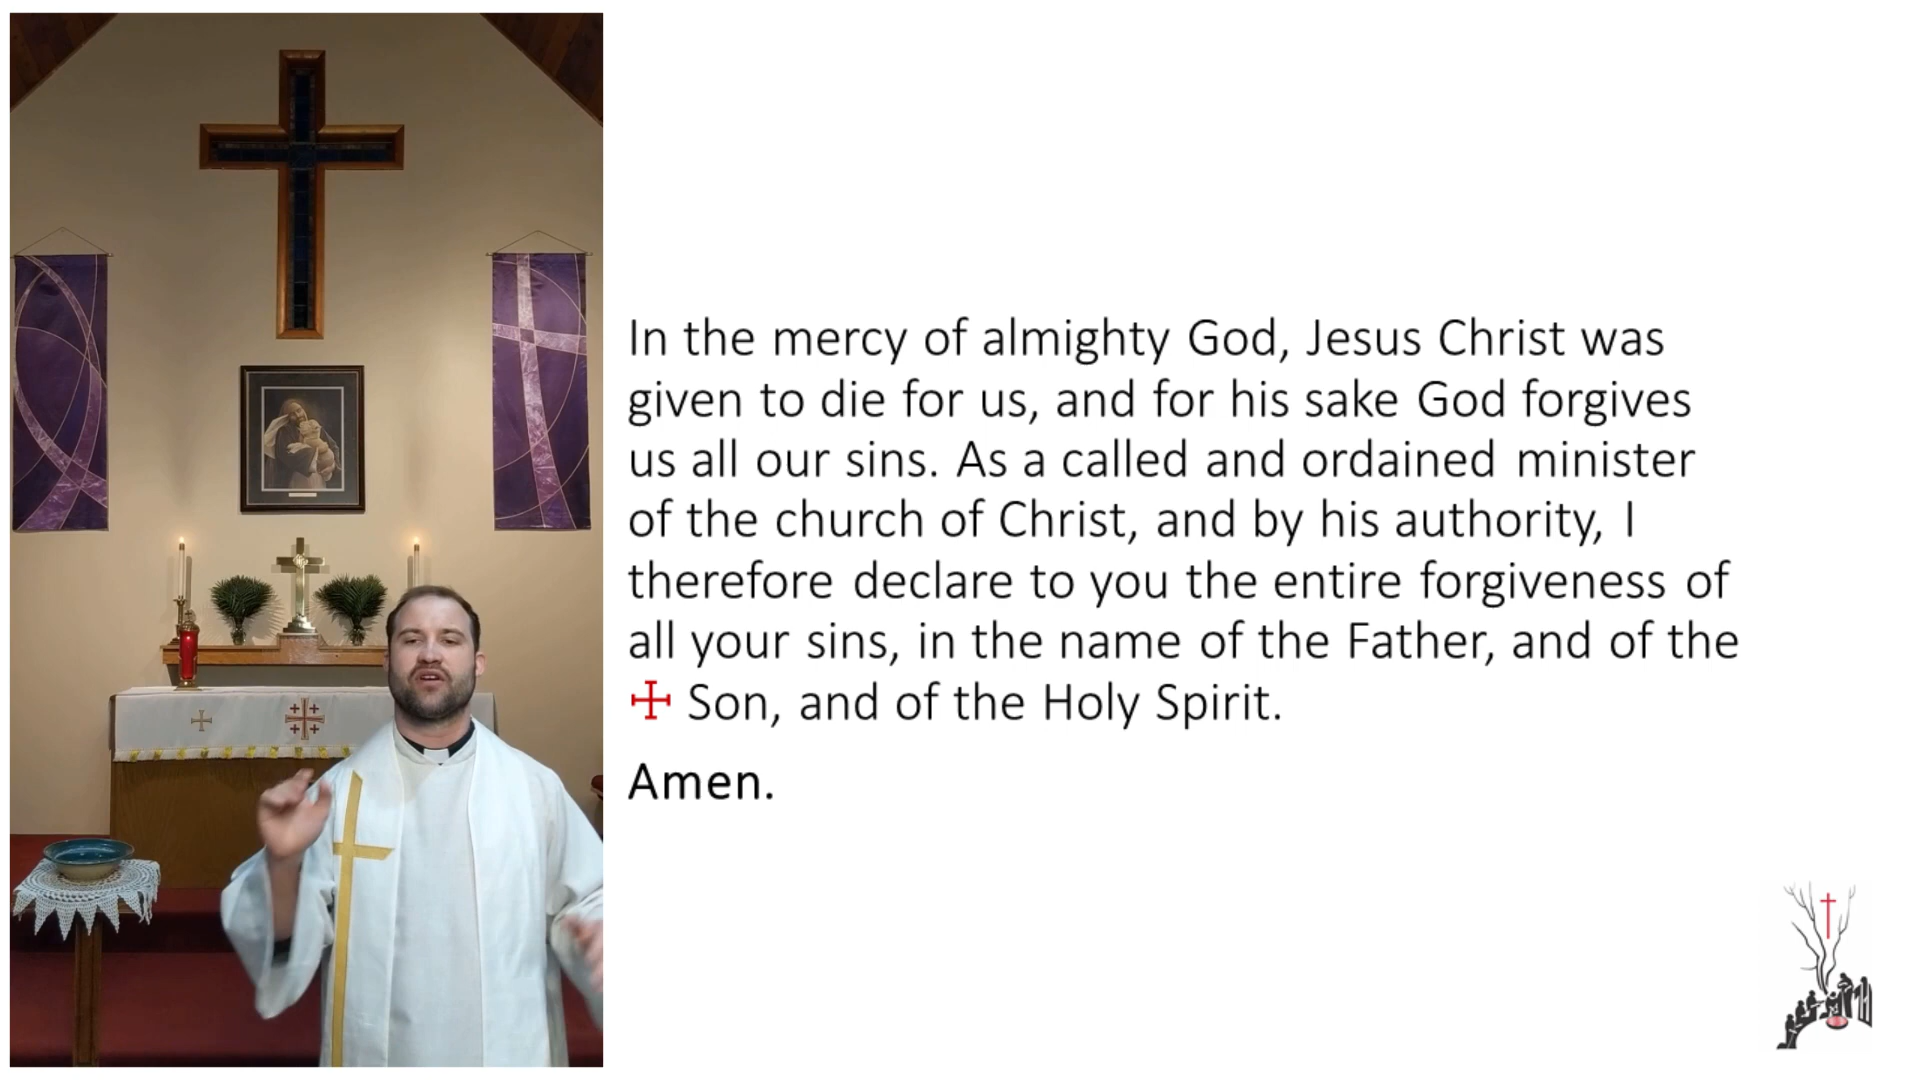 In the mercy of almighty God, Jesus Christ was
given to die for us, and for his sake God forgives
us all our sins. As a called and ordained minister
of the church of Christ, and by his authority, I
therefore declare to you the entire forgiveness of
all your sins, in the name of the Father, and of the
☩ Son, and of the Holy Spirit.
Amen.